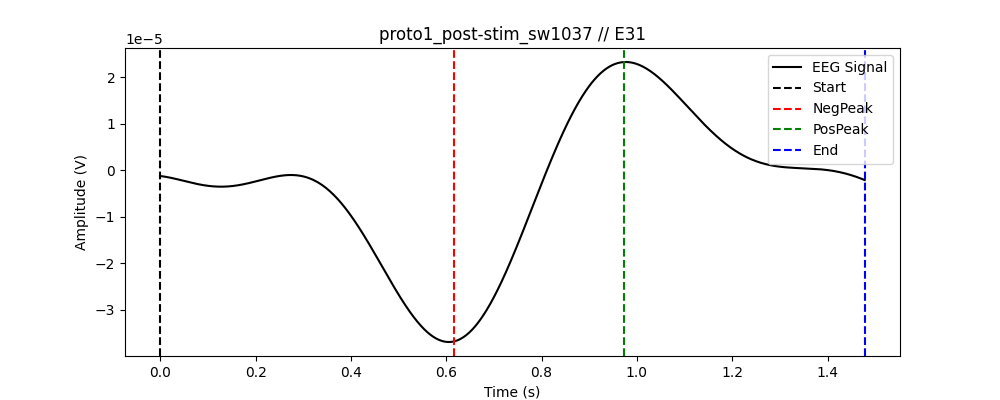 proto1_post-stim_sw1037 // E31
1e−5
EEG Signal
Start
NegPeak
PosPeak
End
Amplitude (V)
2
1
0
−1
−2
−3
0.0 0.2 0.4 0.6 0.8 1.0 1.2 1.4
Time (s)